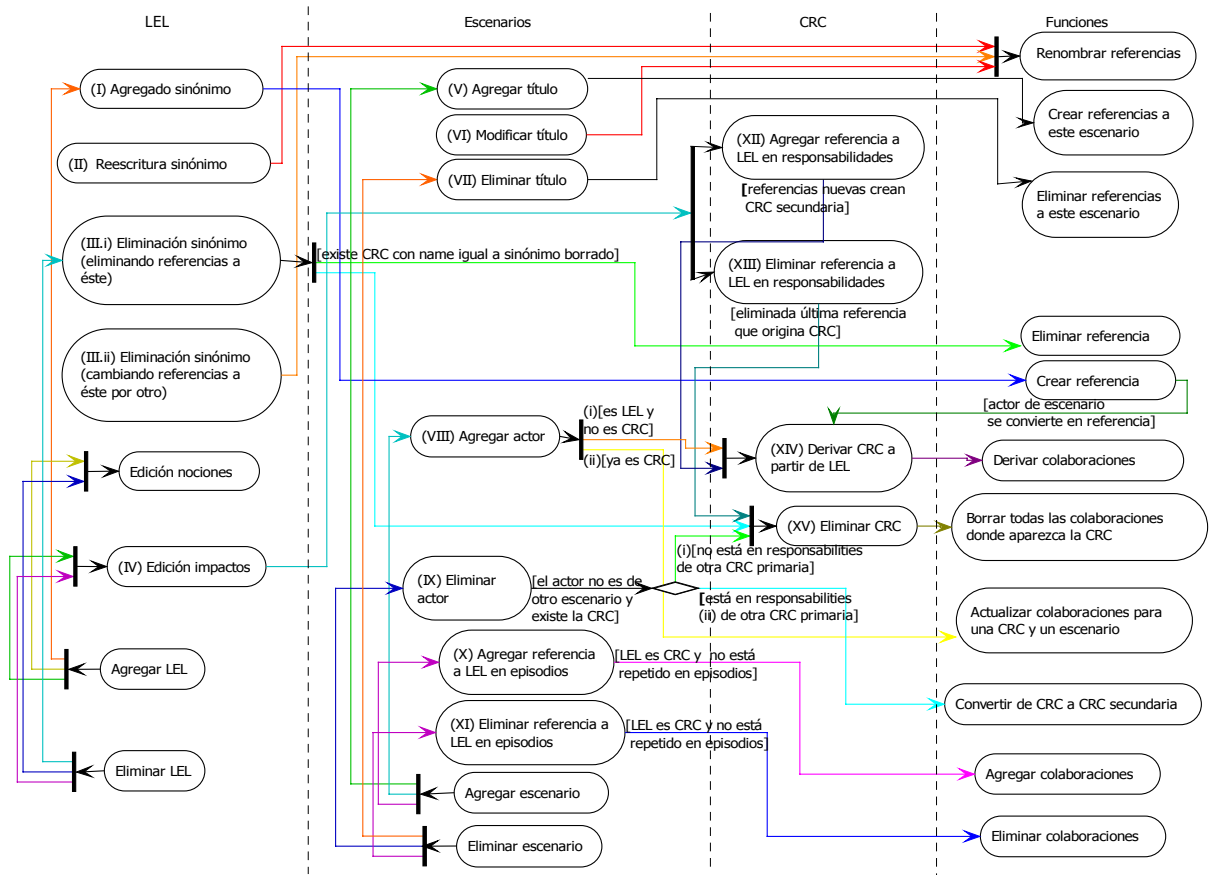 LEL
Escenarios
CRC
Funciones
(I) Agregado sinónimo
(II)  Reescritura sinónimo
(III.i) Eliminación sinónimo
(eliminando referencias a
éste)
(III.ii) Eliminación sinónimo
(cambiando referencias a
éste por otro)
Edición nociones
(IV) Edición impactos
Agregar LEL
Eliminar LEL
(V) Agregar título
(VI) Modificar título
(VII) Eliminar título
[existe CRC con name igual a sinónimo borrado]
(VIII) Agregar actor
(i)[es LEL y
no es CRC]
(ii)[ya es CRC]
(IX) Eliminar
actor
[el actor no es de
otro escenario y
existe la CRC]
(X) Agregar referencia
a LEL en episodios
[LEL es CRC y  no está
repetido en episodios]
(XI) Eliminar referencia a
LEL en episodios
[LEL es CRC y no está
repetido en episodios]
Agregar escenario
Eliminar escenario
(XII) Agregar referencia a
LEL en responsabilidades
[referencias nuevas crean
CRC secundaria]
(XIII) Eliminar referencia a
LEL en responsabilidades
[eliminada última referencia
que origina CRC]
(XIV) Derivar CRC a
partir de LEL
(XV) Eliminar CRC
(i)[no está en responsabilities
de otra CRC primaria]
[está en responsabilities
(ii) de otra CRC primaria]
Renombrar referencias
Crear referencias a
este escenario
Eliminar referencias
a este escenario
Eliminar referencia
Crear referencia
[actor de escenario
se convierte en referencia]
Derivar colaboraciones
Borrar todas las colaboraciones
donde aparezca la CRC
Actualizar colaboraciones para
una CRC y un escenario
Convertir de CRC a CRC secundaria
Agregar colaboraciones
Eliminar colaboraciones